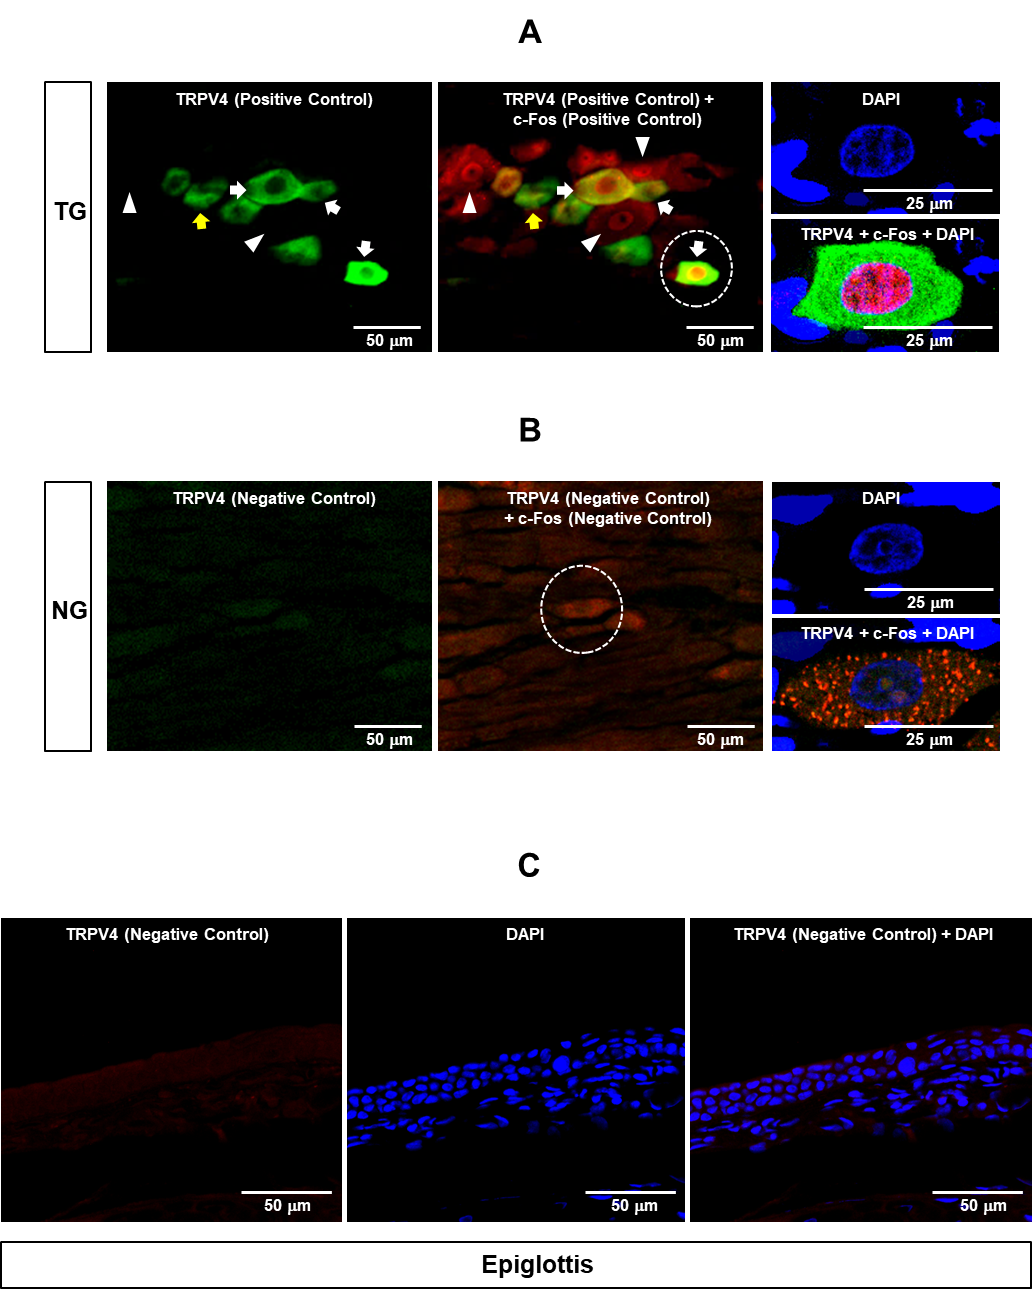 A
TG
TRPV4 (Positive Control)
50 µm
TRPV4 (Positive Control) +
c-Fos (Positive Control)
50 µm
DAPI
25 µm
TRPV4 + c-Fos + DAPI
25 µm
B
NG
TRPV4 (Negative Control)
50 µm
TRPV4 (Negative Control)
+ c-Fos (Negative Control)
50 µm
DAPI
25 µm
TRPV4 + c-Fos + DAPI
25 µm
C
TRPV4 (Negative Control)
50 µm
DAPI
50 µm
TRPV4 (Negative Control) + DAPI
50 µm
Epiglottis